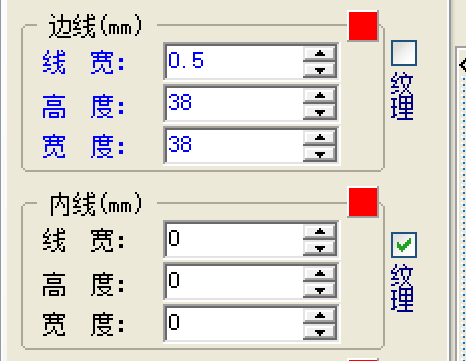 边线(mm)
线 宽: 0.5
高 度: 38
宽 度: 38
纹理
内线(mm)
线 宽: 0
高 度: 0
宽 度: 0
纹理